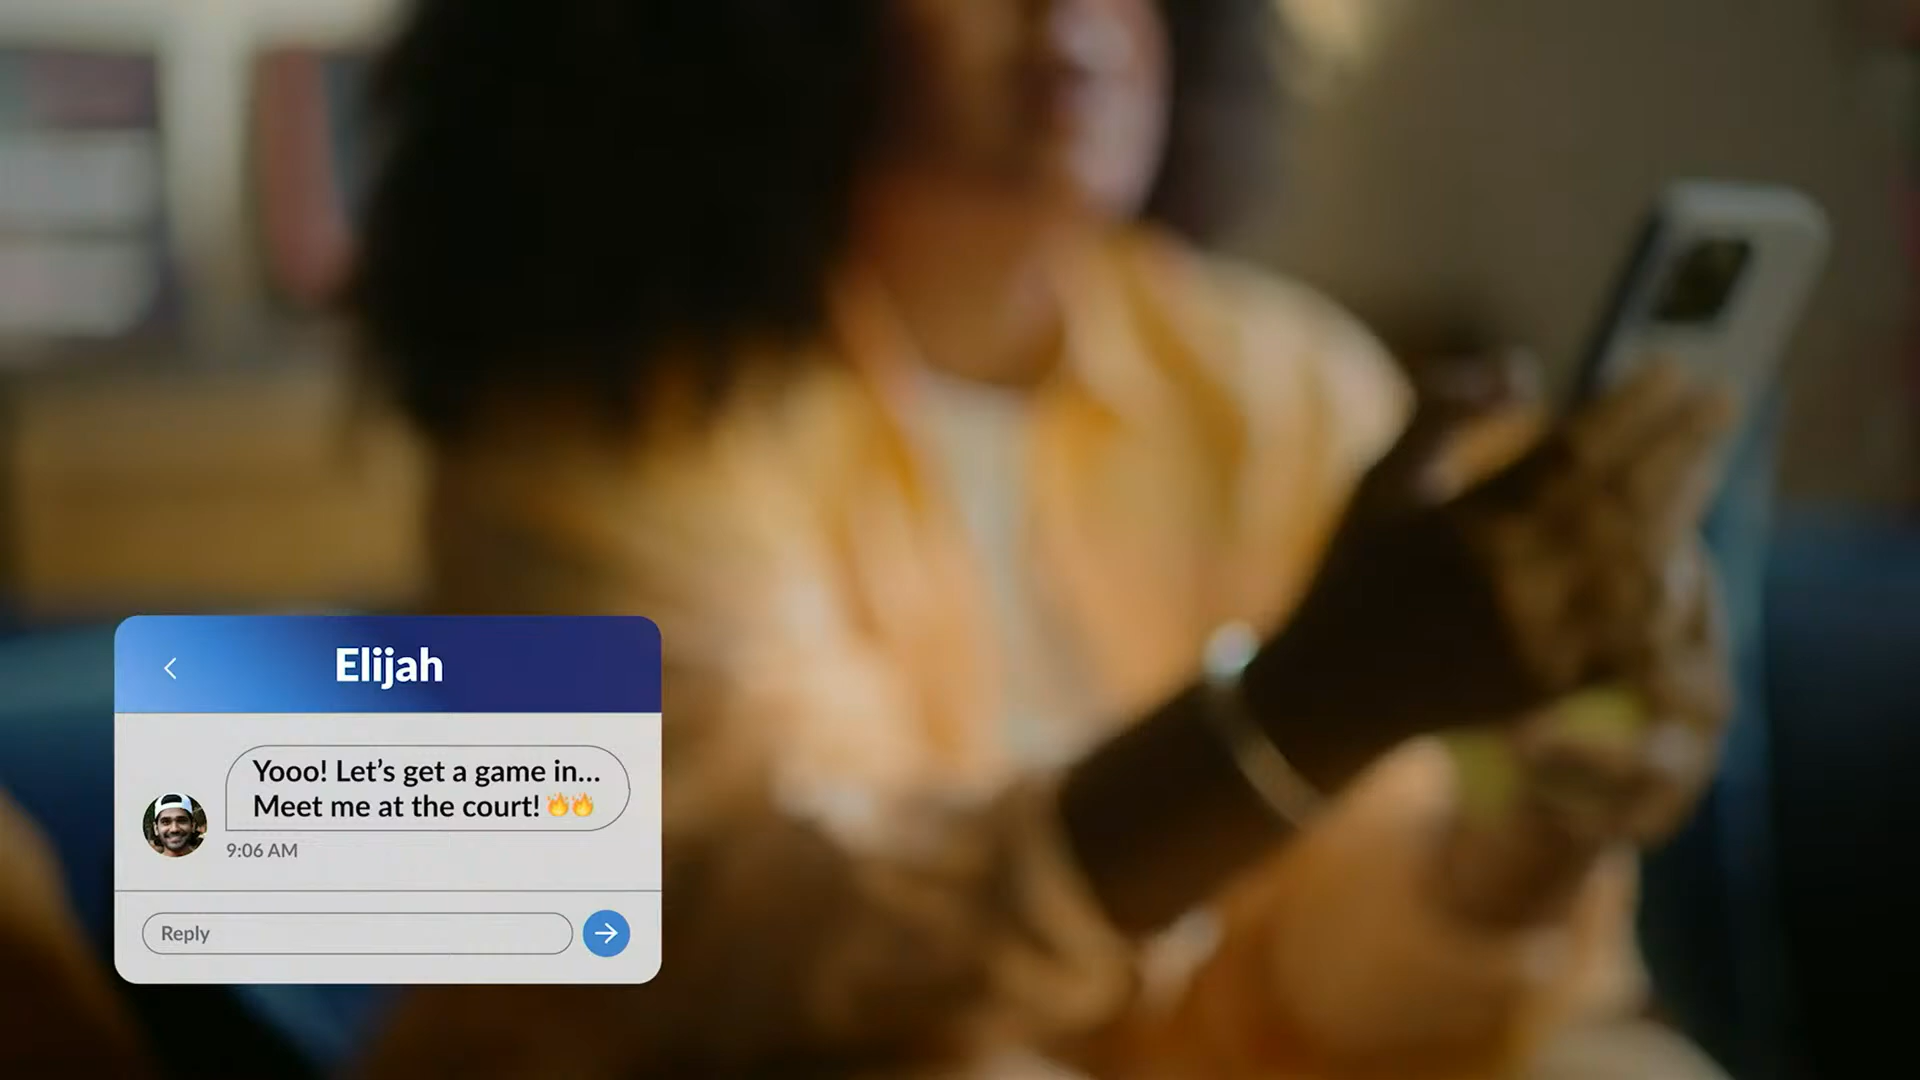 Elijah
Yooo! Let’s get a game in...
Meet me at the court! 🔥🔥
9:06 AM
Reply